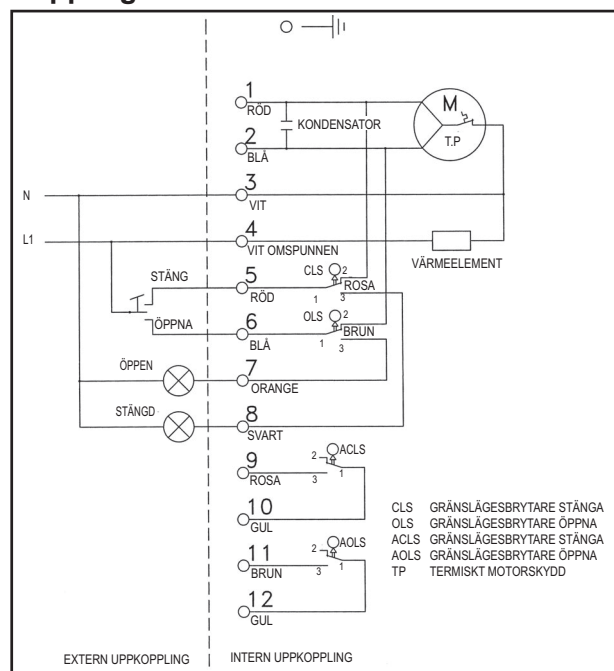 1
RÖD
KONDENSATOR
M
T.P
2
BLÅ
N
3
VIT
L1
4
VIT OMSPUNNEN
VÄRMEELEMENT
STÄNG
5
RÖD
CLS
2
ROSA
1
3
ÖPPNA
6
BLÅ
OLS
2
BRUN
1
3
ÖPPEN
7
ORANGE
STÄNGD
8
SVART
9
ROSA
ACLS
2
1
3
10
GUL
11
BRUN
AOLS
2
1
3
12
GUL
CLS GRÄNSLÄGESBRYTARE STÄNGA
OLS GRÄNSLÄGESBRYTARE ÖPPNA
ACLS GRÄNSLÄGESBRYTARE STÄNGA
AOLS GRÄNSLÄGESBRYTARE ÖPPNA
TP TERMISKT MOTORSKYDD
EXTERN UPPKOPPLING
INTERN UPPKOPPLING